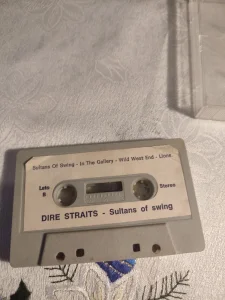 Sultans Of Swing - In The Gallery - Wild West End - Lions
Lato
B
Stereo
DIRE STRAITS - Sultans of swing